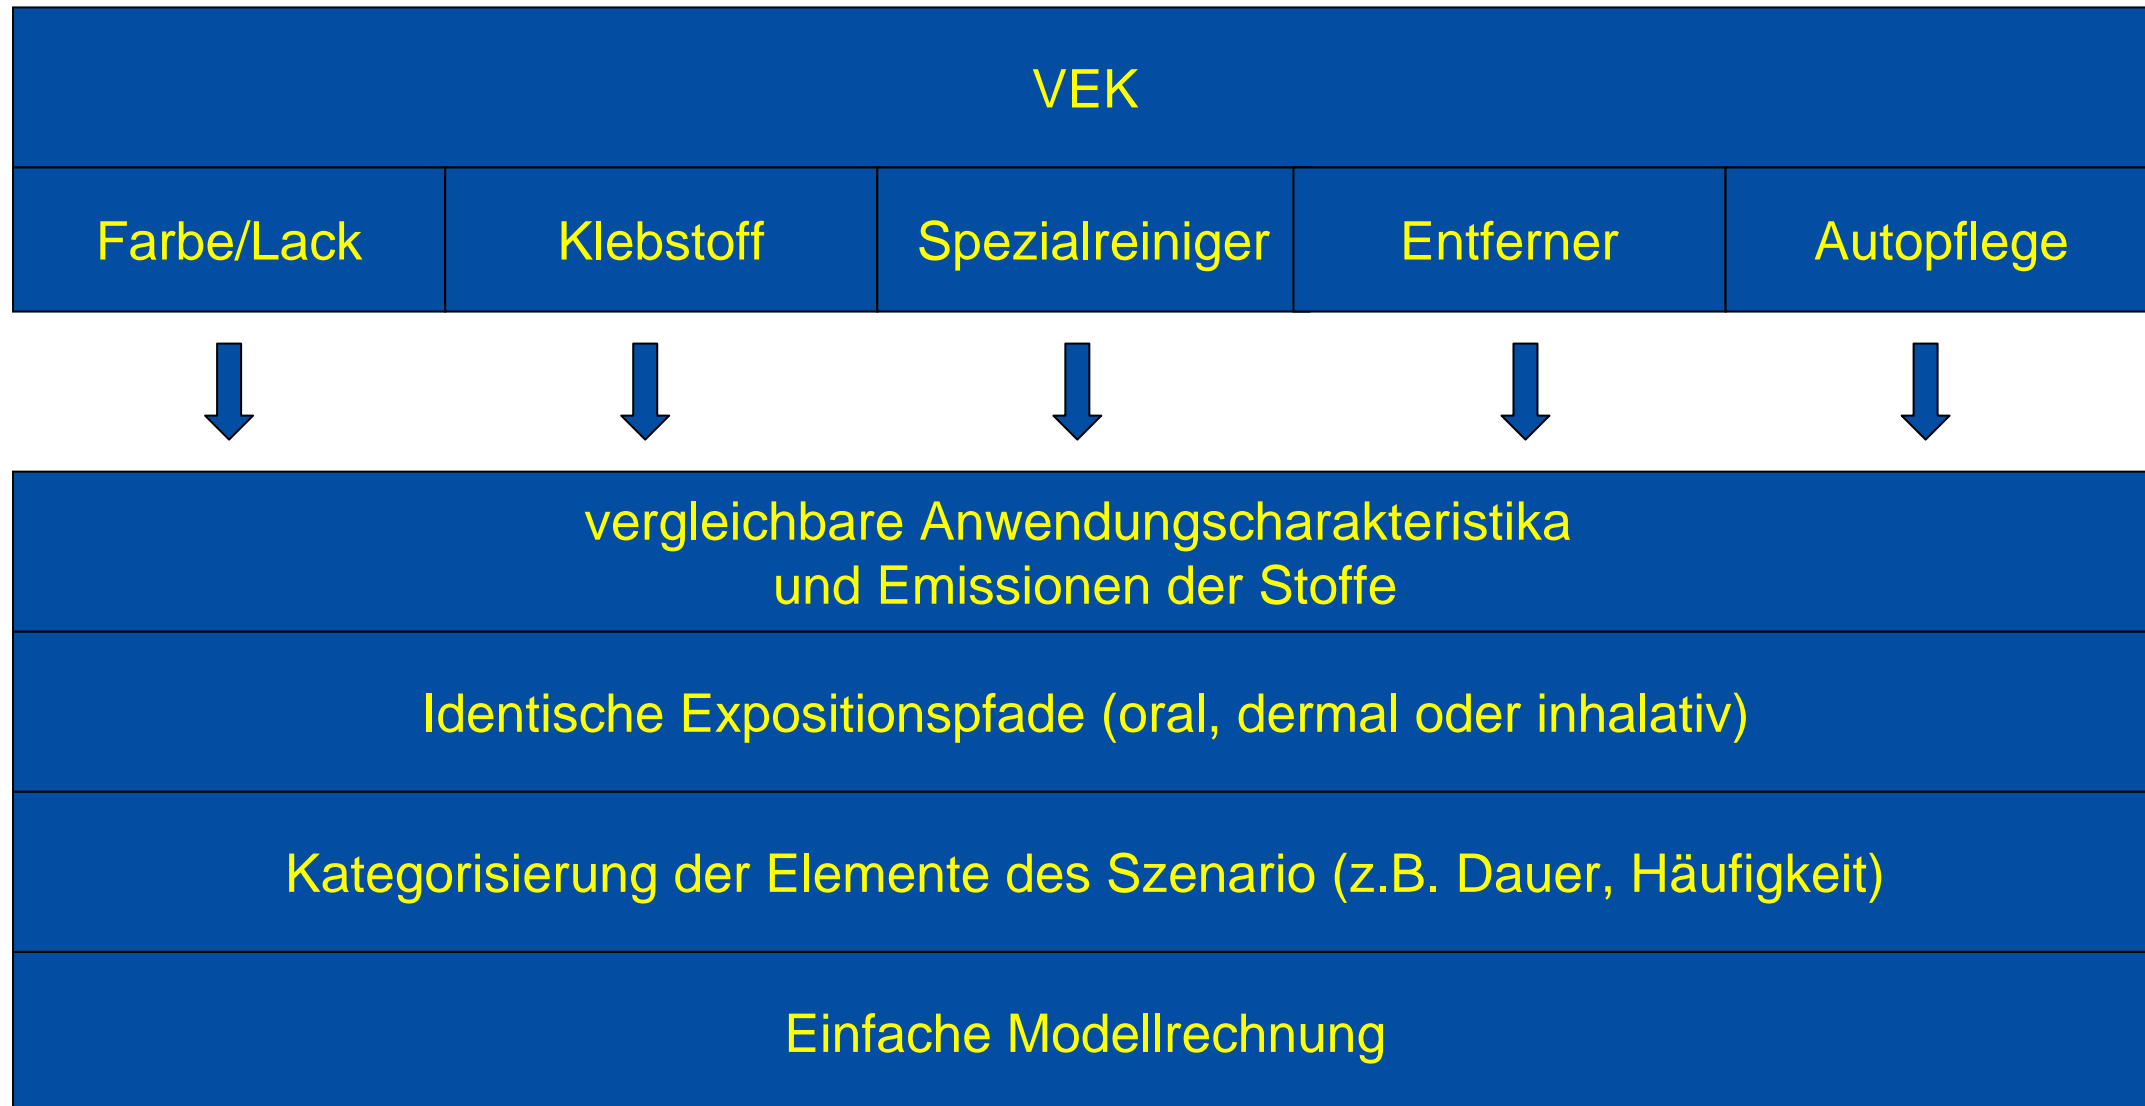 VEK
Farbe/Lack
Klebstoff
Spezialreiniger
Entferner
Autopflege
vergleichbare Anwendungscharakteristika
und Emissionen der Stoffe
Identische Expositionspfade (oral, dermal oder inhalativ)
Kategorisierung der Elemente des Szenario (z.B. Dauer, Häufigkeit)
Einfache Modellrechnung